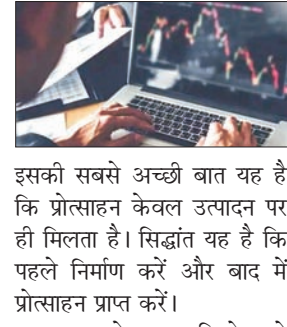 इसकी सबसे अच्छी बात यह है
कि प्रोत्साहन केवल उत्पादन पर
ही मिलता है। सिद्धांत यह है कि
पहले निर्माण करें और बाद में
प्रोत्साहन प्राप्त करें।